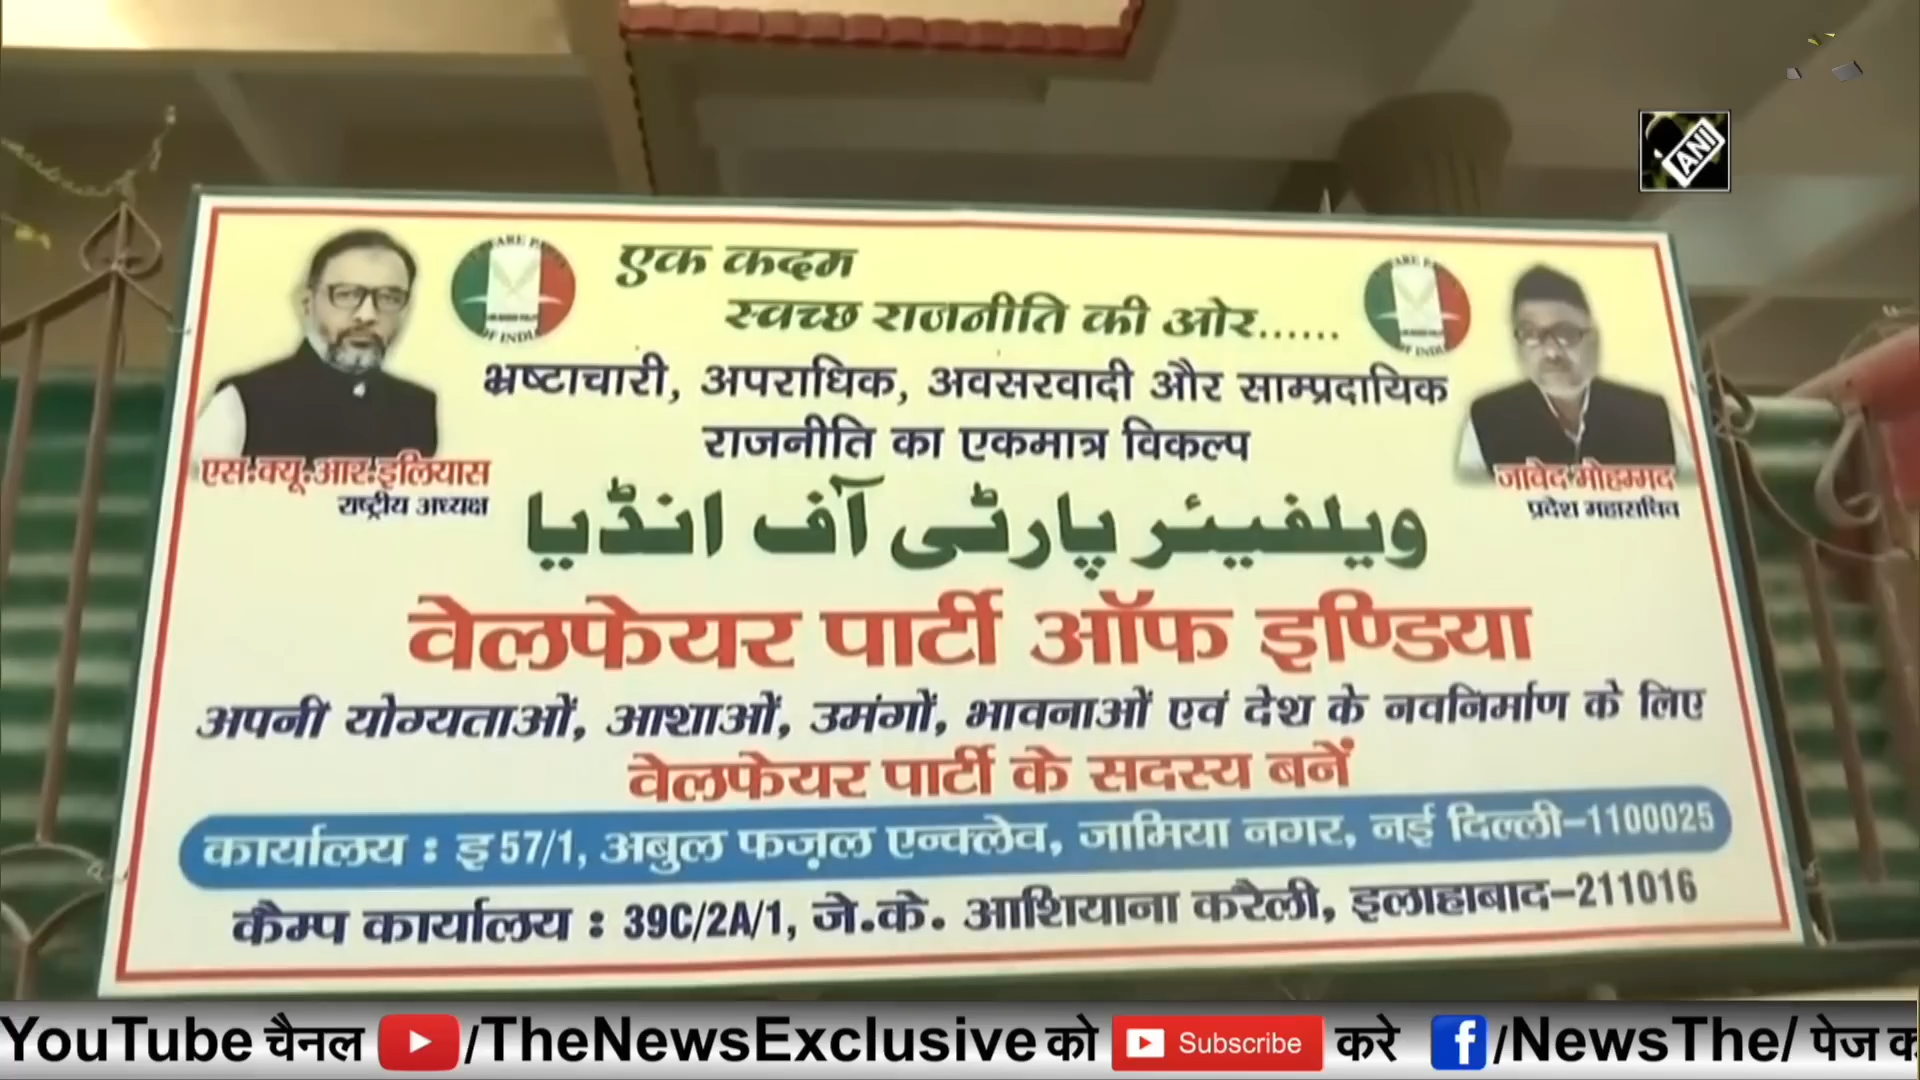 ANI
एक कदम
स्वच्छ राजनीति की ओर......
भ्रष्टाचारी, अपराधिक, अवसरवादी और साम्प्रदायिक
राजनीति का एकमात्र विकल्प
एस.क्यू.आर.इलियास
राष्ट्रीय अध्यक्ष
जावेद मोहम्मद
प्रदेश महासचिव
ویلفیئر پارٹی آف انڈیا
वेलफेयर पार्टी ऑफ इण्डिया
अपनी योग्यताओं, आशाओं, उमंगों, भावनाओं एवं देश के नवनिर्माण के लिए
वेलफेयर पार्टी के सदस्य बनें
कार्यालय : इ 57/1, अबुल फज़ल एन्क्लेव, जामिया नगर, नई दिल्ली-1100025
कैम्प कार्यालय : 39C/2A/1, जे.के. आशियाना करैली, इलाहाबाद-211016
YouTube चैनल /TheNewsExclusive को Subscribe करे f/NewsThe/ पेज क